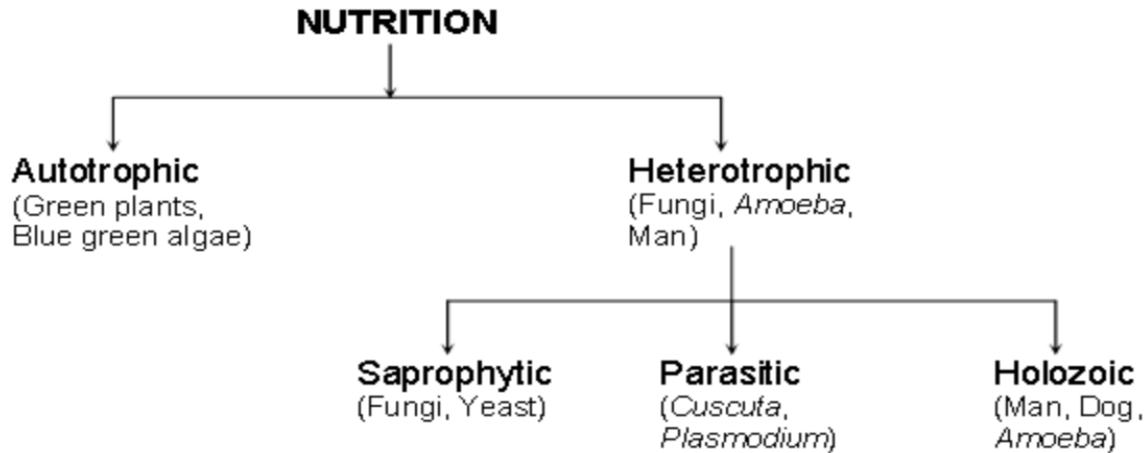 NUTRITION
Autotrophic
(Green plants,
Blue green algae)
Heterotrophic
(Fungi, Amoeba,
Man)
Saprophytic
(Fungi, Yeast)
Parasitic
(Cuscuta,
Plasmodium)
Holozoic
(Man, Dog,
Amoeba)